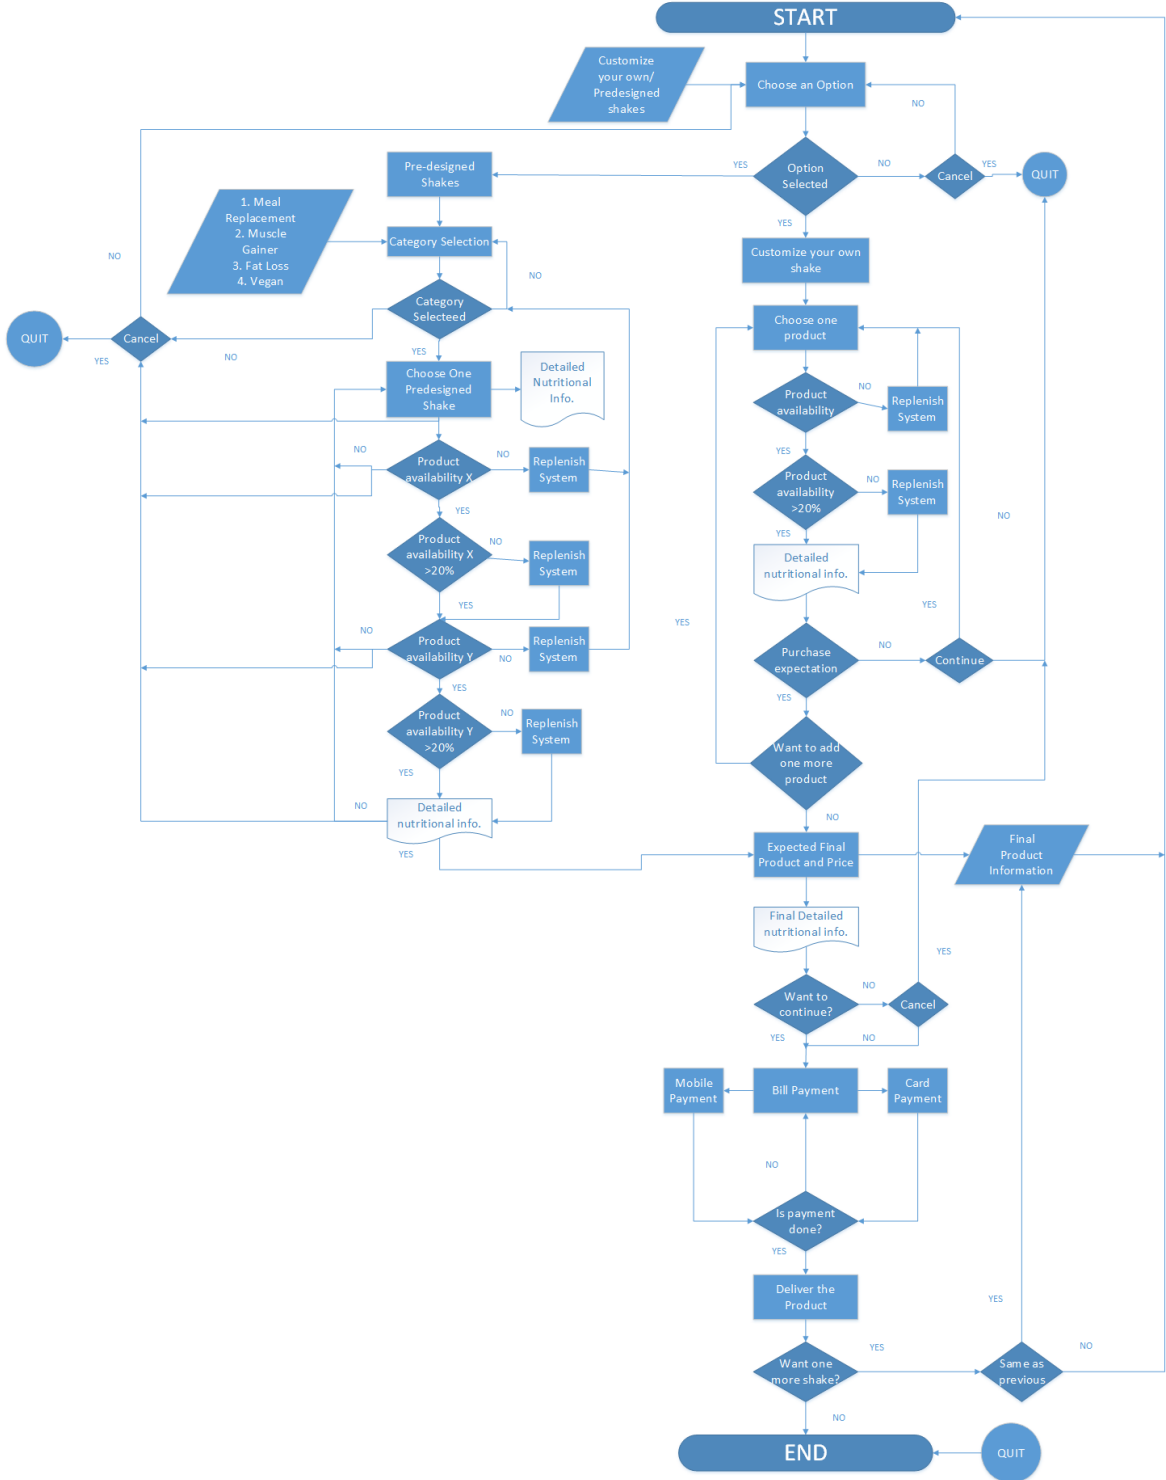 START
Customize
your own/
Predesigned
shakes
Choose an Option
NO
YES
Option
Selected
NO
Cancel
YES
QUIT
Pre-designed
Shakes
1. Meal
Replacement
2. Muscle
Gainer
3. Fat Loss
4. Vegan
YES
Category Selection
Customize your own
shake
NO
NO
Category
Selecteed
Choose one
product
QUIT
Cancel
YES
NO
YES
Choose One
Predesigned
Shake
Detailed
Nutritional
Info.
Product
availability
NO
Replenish
System
YES
NO
Product
availability X
NO
Replenish
System
Product
availability
>20%
NO
Replenish
System
YES
NO
YES
Product
availability X
>20%
NO
Replenish
System
Detailed
nutritional info.
YES
YES
NO
Product
availability Y
NO
Replenish
System
YES
Purchase
expectation
NO
Continue
YES
YES
Product
availability Y
>20%
NO
Replenish
System
Want to add
one more
product
YES
NO
Detailed
nutritional info.
NO
YES
Expected Final
Product and Price
Final
Product
Information
Final Detailed
nutritional info.
YES
Want to
continue?
NO
Cancel
YES
NO
Mobile
Payment
Bill Payment
Card
Payment
NO
Is payment
done?
YES
Deliver the
Product
YES
YES
NO
Want one
more shake?
Same as
previous
NO
END
QUIT